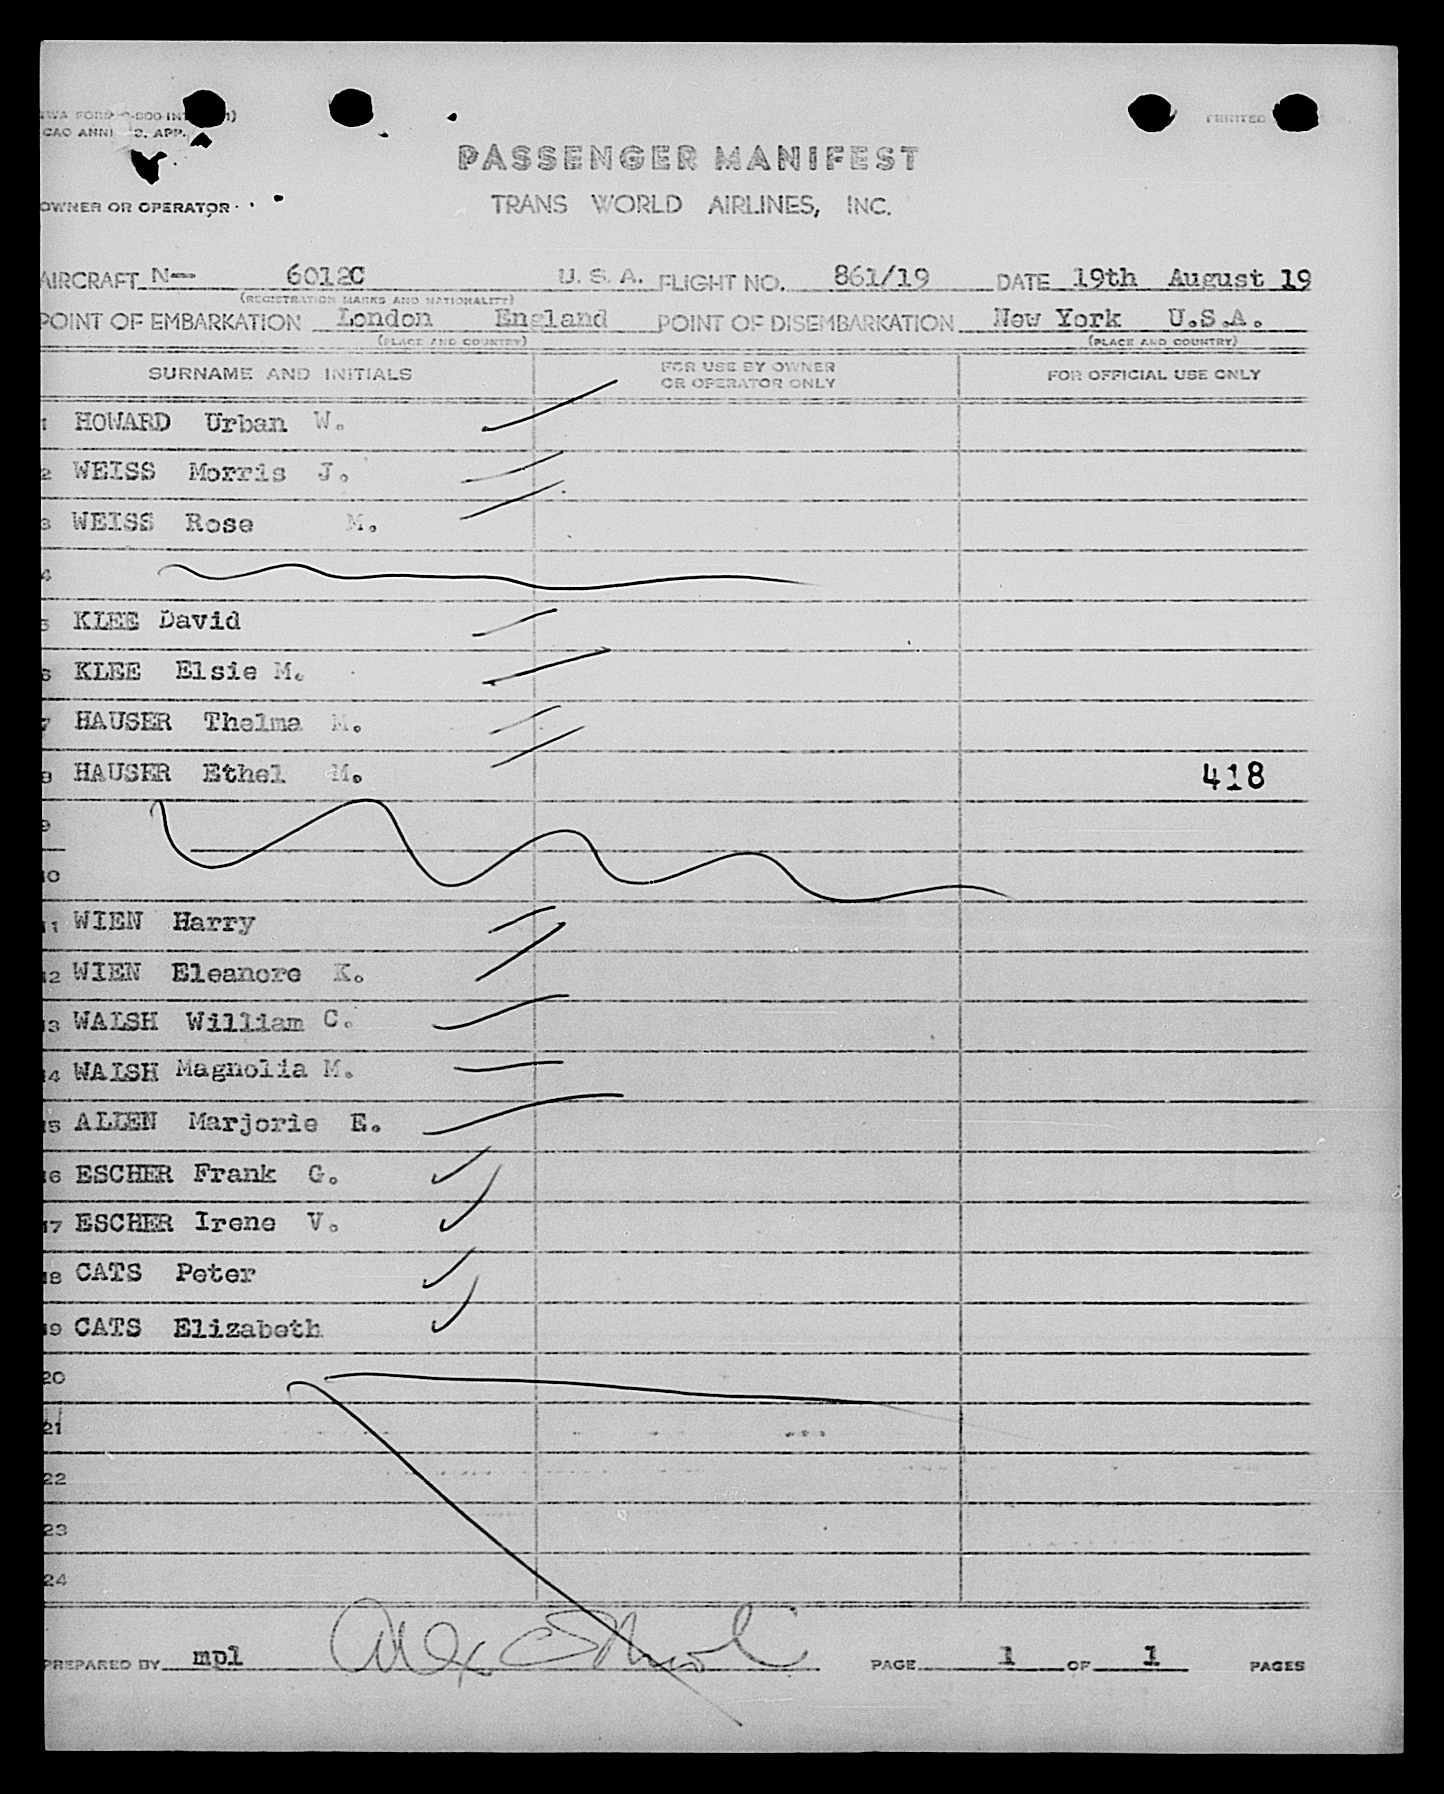 CAO ANN 2. APP.
PRINTED
PASSENGER MANIFEST
OWNER OR OPERATOR
TRANS WORLD AIRLINES, INC.
AIRCRAFT N— 6012C U. S. A. FLIGHT NO. 861/19 DATE 19th August 19
(REGISTRATION MARKS AND NATIONALITY)
POINT OF EMBARKATION London England POINT OF DISEMBARKATION New York U.S.A.
(PLACE AND COUNTRY) (PLACE AND COUNTRY)
SURNAME AND INITIALS FOR USE BY OWNER OR OPERATOR ONLY FOR OFFICIAL USE ONLY
1 HOWARD Urban W.
2 WEISS Morris J.
3 WEISS Rose M.
4
5 KLEE David
6 KLEE Elsie M.
7 HAUSER Thelma M.
8 HAUSER Ethel M. 418
9
10
11 WIEN Harry
12 WIEN Eleanore K.
13 WALSH William C.
14 WALSH Magnolia M.
15 ALLEN Marjorie E.
16 ESCHER Frank G.
17 ESCHER Irene V.
18 CATS Peter
19 CATS Elizabeth
20
21
22
23
24
PREPARED BY mpl PAGE 1 OF 1 PAGES